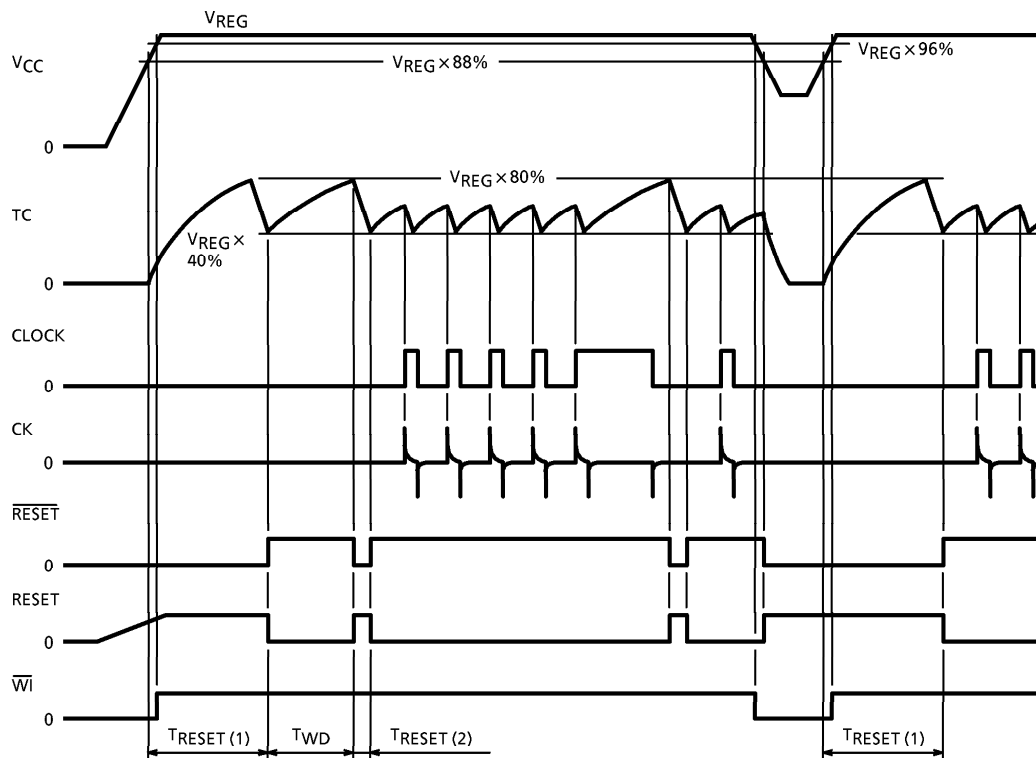 VREG
VCC
VREG×88%
VREG×96%
0
VREG×80%
TC
VREG×
40%
0
CLOCK
0
CK
0
RESET
0
RESET
0
WI
0
TRESET (1)
TWD
TRESET (2)
TRESET (1)